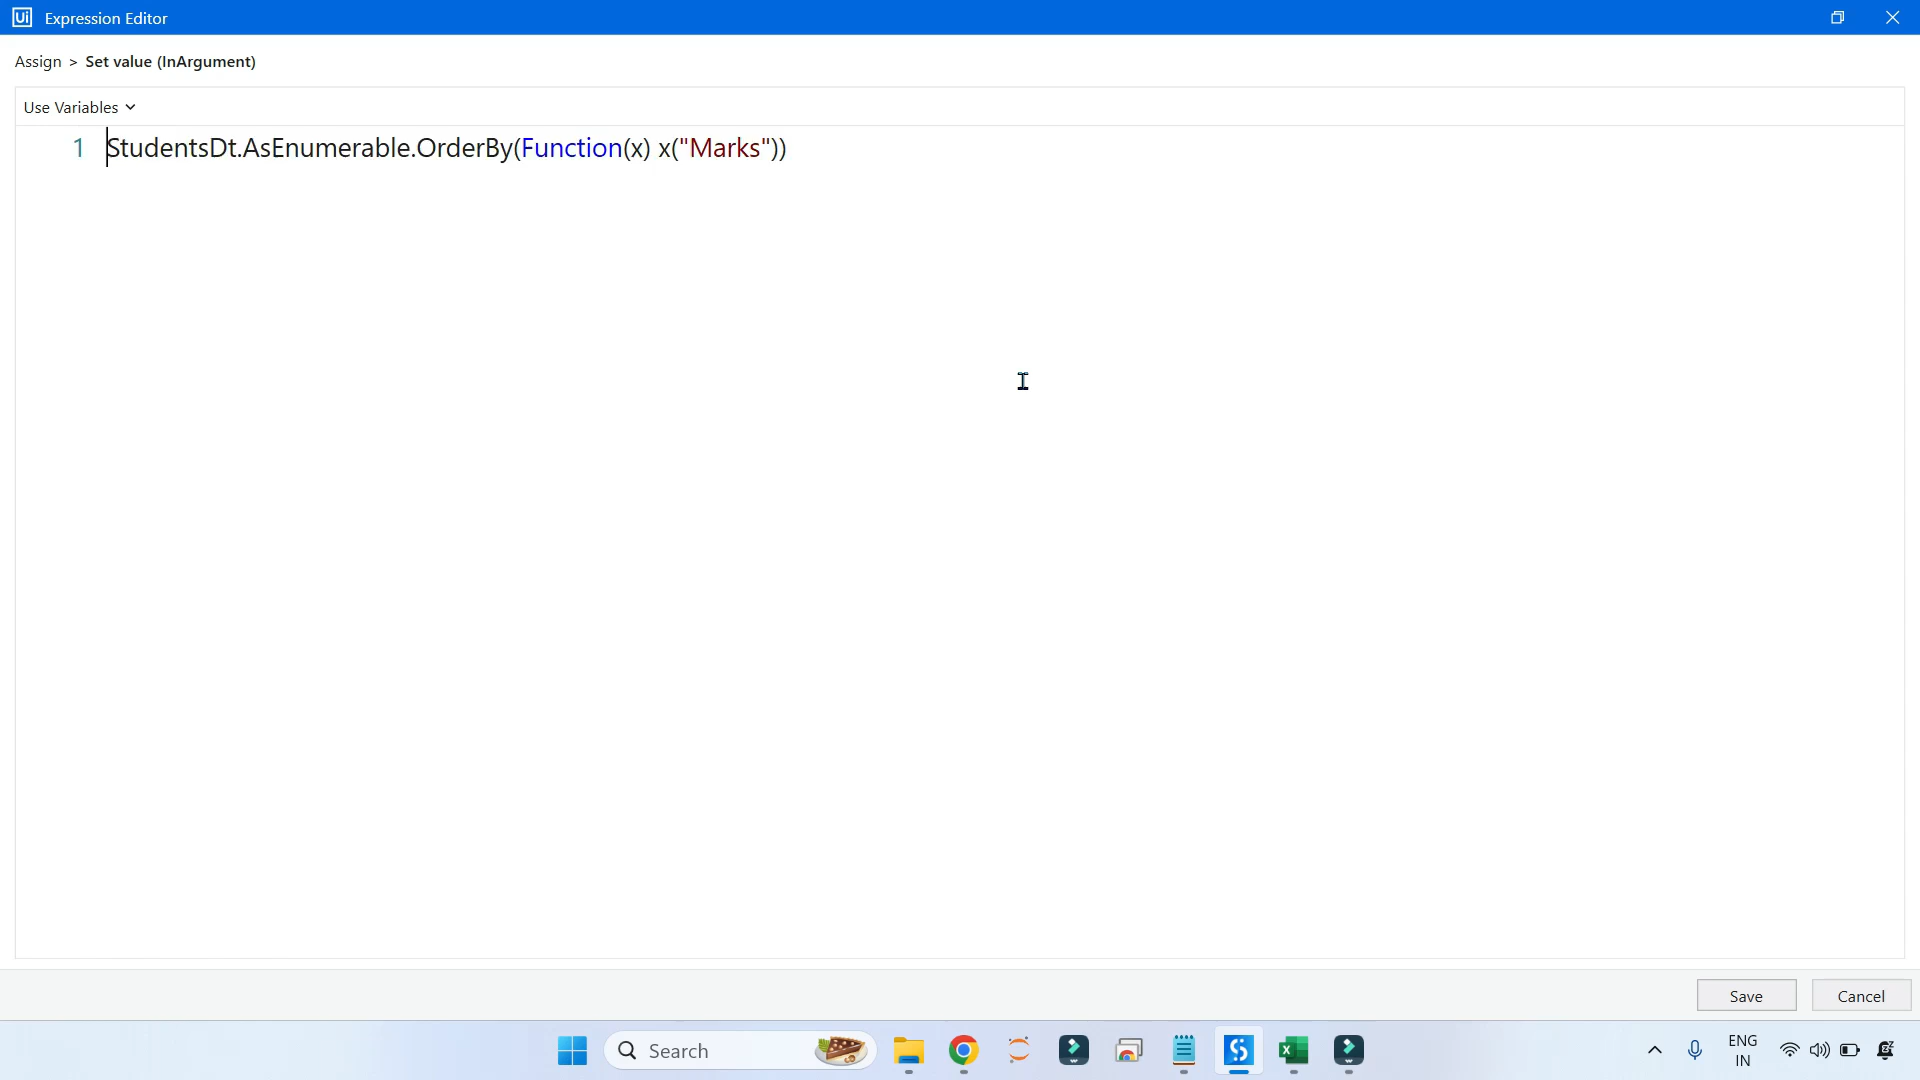 Ui Expression Editor
Assign > Set value (InArgument)
Use Variables
1 StudentsDt.AsEnumerable.OrderBy(Function(x) x("Marks"))
Save Cancel
Search
ENG
IN